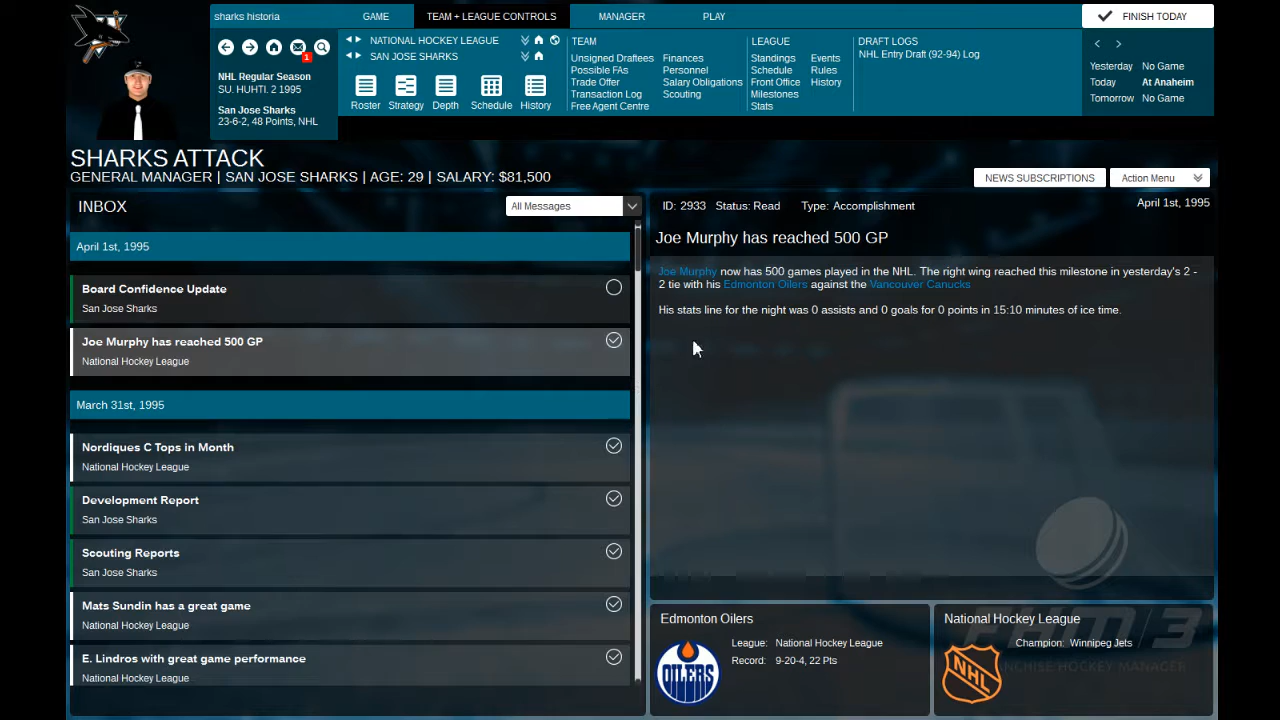 sharks historia
GAME
TEAM + LEAGUE CONTROLS
MANAGER
PLAY
FINISH TODAY
1
NHL Regular Season
SU. HUHTI. 2 1995
San Jose Sharks
23-6-2, 48 Points, NHL
NATIONAL HOCKEY LEAGUE
SAN JOSE SHARKS
Roster
Strategy
Depth
Schedule
History
TEAM
Unsigned Draftees
Possible FAs
Trade Offer
Transaction Log
Free Agent Centre
Finances
Personnel
Salary Obligations
Scouting
LEAGUE
Standings
Schedule
Front Office
Milestones
Stats
Events
Rules
History
DRAFT LOGS
NHL Entry Draft (92-94) Log
Yesterday No Game
Today At Anaheim
Tomorrow No Game
SHARKS ATTACK
GENERAL MANAGER | SAN JOSE SHARKS | AGE: 29 | SALARY: $81,500
NEWS SUBSCRIPTIONS
Action Menu
INBOX
All Messages
April 1st, 1995
Board Confidence Update
San Jose Sharks
Joe Murphy has reached 500 GP
National Hockey League
March 31st, 1995
Nordiques C Tops in Month
National Hockey League
Development Report
San Jose Sharks
Scouting Reports
San Jose Sharks
Mats Sundin has a great game
National Hockey League
E. Lindros with great game performance
National Hockey League
ID: 2933 Status: Read Type: Accomplishment
April 1st, 1995
Joe Murphy has reached 500 GP
Joe Murphy now has 500 games played in the NHL. The right wing reached this milestone in yesterday's 2 -
2 tie with his Edmonton Oilers against the Vancouver Canucks
His stats line for the night was 0 assists and 0 goals for 0 points in 15:10 minutes of ice time.
Edmonton Oilers
OILERS
League: National Hockey League
Record: 9-20-4, 22 Pts
National Hockey League
NHL
Champion: Winnipeg Jets
FHM/3
FRANCHISE HOCKEY MANAGER